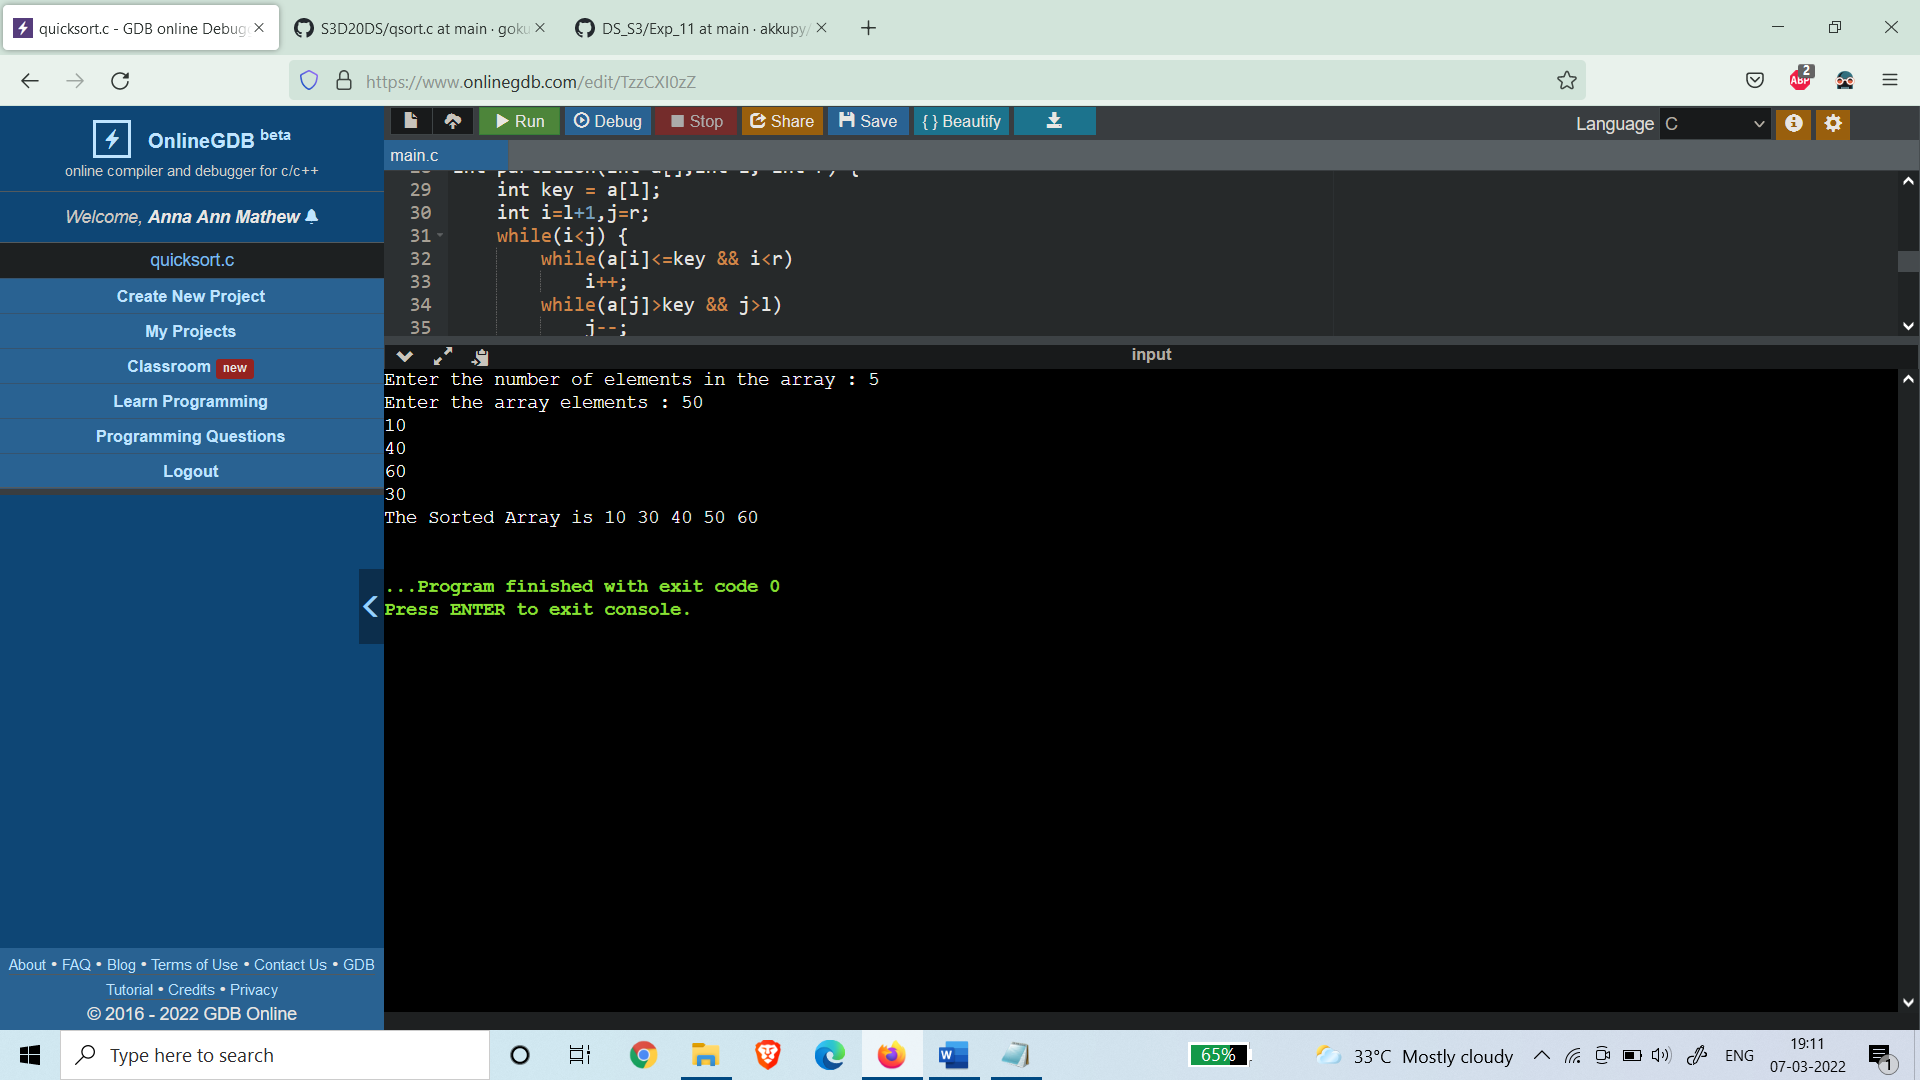 quicksort.c - GDB online Debug
S3D20DS/qsort.c at main · goku
DS_S3/Exp_11 at main · akkupy/
https://www.onlinegdb.com/edit/TzzCXI0zZ
ABP
2
OnlineGDB beta
online compiler and debugger for c/c++
Welcome, Anna Ann Mathew
quicksort.c
Create New Project
My Projects
Classroom new
Learn Programming
Programming Questions
Logout
About • FAQ • Blog • Terms of Use • Contact Us • GDB
Tutorial • Credits • Privacy
© 2016 - 2022 GDB Online
Run
Debug
Stop
Share
Save
{ } Beautify
Language C
main.c
29 int key = a[l];
30 int i=l+1,j=r;
31 while(i<j) {
32 while(a[i]<=key && i<r)
33 i++;
34 while(a[j]>key && j>l)
35 j--;
input
Enter the number of elements in the array : 5
Enter the array elements : 50
10
40
60
30
The Sorted Array is 10 30 40 50 60
...Program finished with exit code 0
Press ENTER to exit console.
Type here to search
65%
33°C Mostly cloudy
ENG
19:11
07-03-2022
1